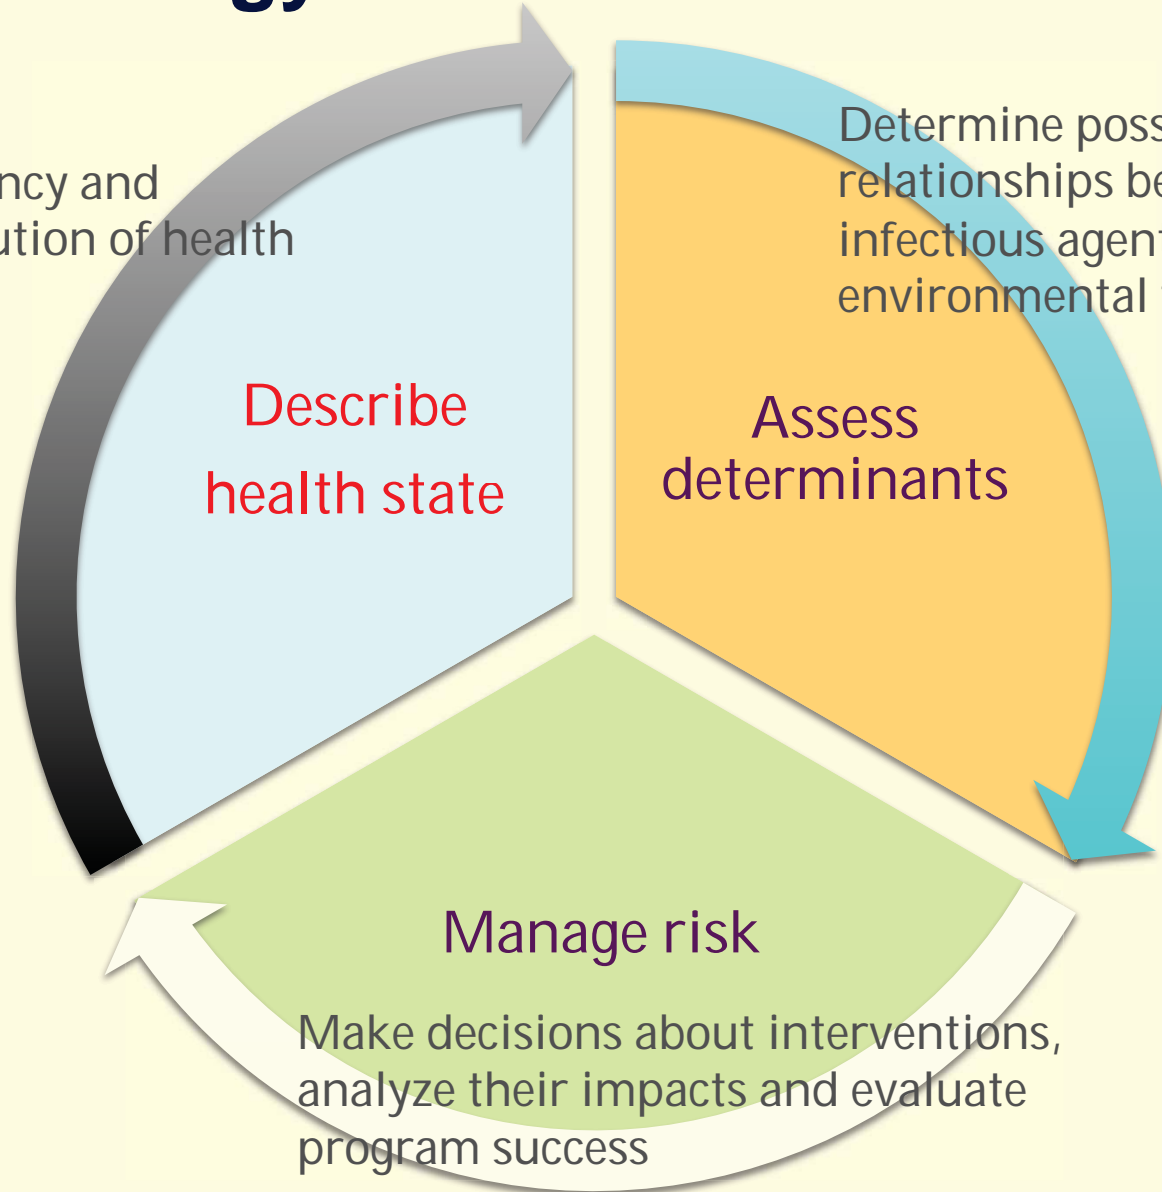 gy
ncy and
ution of health
Describe
health state
Determine poss
relationships be
infectious agent
environmental
Assess
determinants
Manage risk
Make decisions about interventions,
analyze their impacts and evaluate
program success